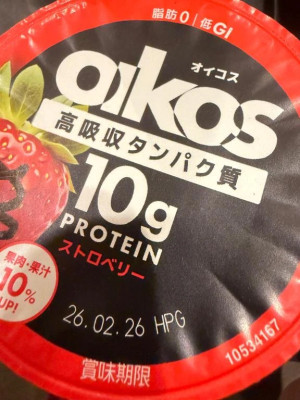 脂肪0 低GI
oikos
オイコス
高吸収タンパク質
10g
PROTEIN
ストロベリー
果肉・果汁
10%
UP!
26.02.26 HPG
賞味期限
10534167